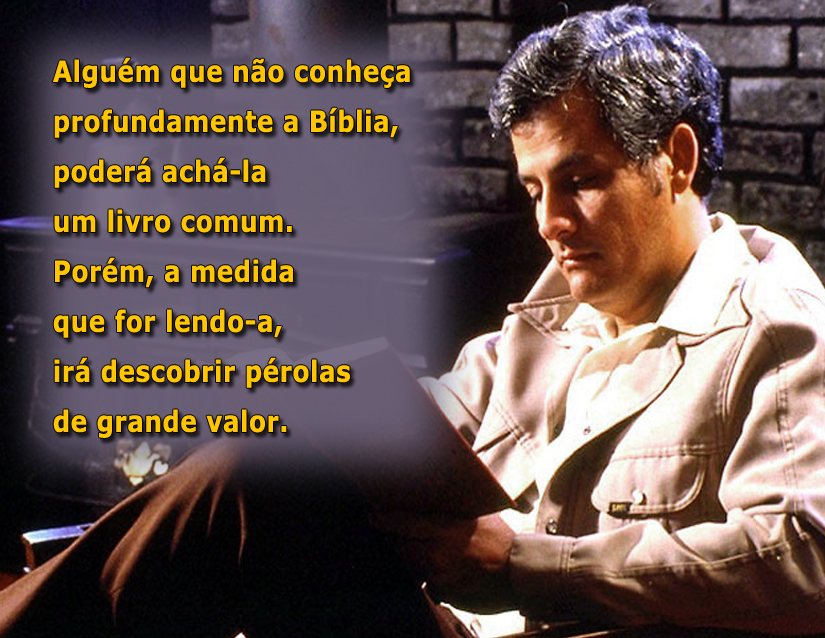 Alguém que não conheça
profundamente a Bíblia,
poderá achá-la
um livro comum.
Porém, a medida
que for lendo-a,
irá descobrir pérolas
de grande valor.